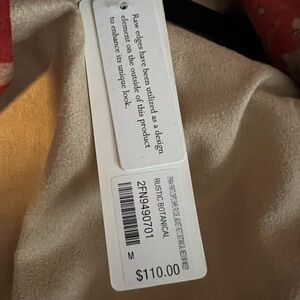 Raw edges have been utilized as a design
element on the outside of this product
to enhance its unique look.
RUSTIC BOTANICAL
2FN9490701
M
$110.00